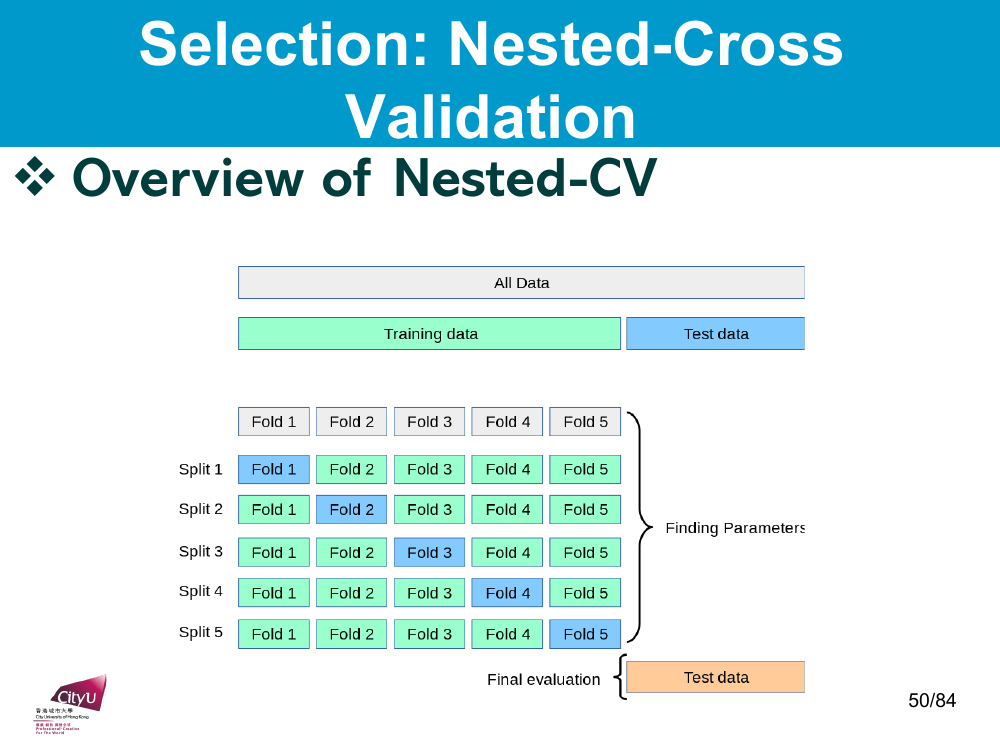 Selection: Nested-Cross
Validation
❖ Overview of Nested-CV
All Data
Training data Test data
Fold 1 Fold 2 Fold 3 Fold 4 Fold 5
Split 1 Fold 1 Fold 2 Fold 3 Fold 4 Fold 5
Split 2 Fold 1 Fold 2 Fold 3 Fold 4 Fold 5
Finding Parameters
Split 3 Fold 1 Fold 2 Fold 3 Fold 4 Fold 5
Split 4 Fold 1 Fold 2 Fold 3 Fold 4 Fold 5
Split 5 Fold 1 Fold 2 Fold 3 Fold 4 Fold 5
Final evaluation Test data
CityU
香港城市大學
City University of Hong Kong
Professional·Creative
For The World
50/84